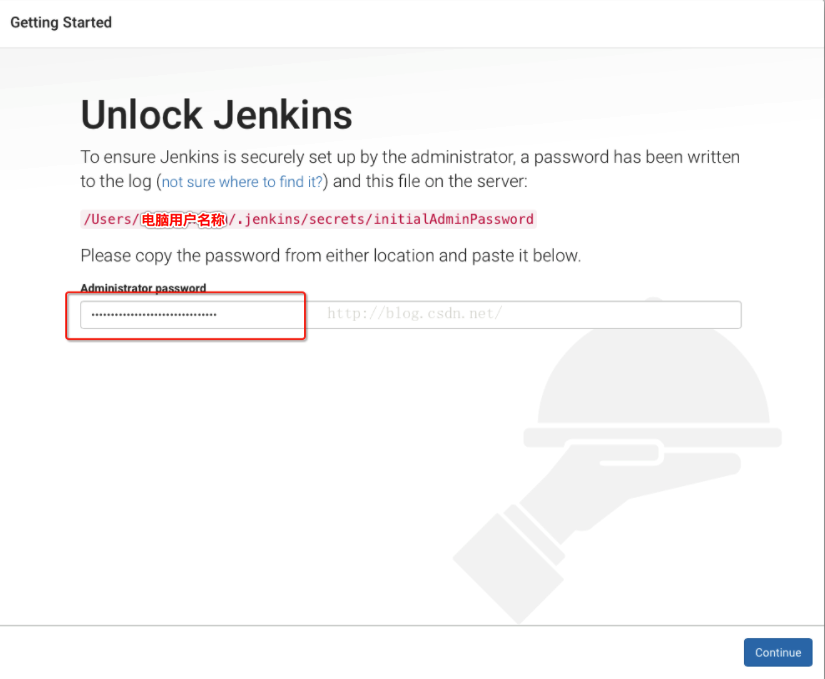 Getting Started
Unlock Jenkins
To ensure Jenkins is securely set up by the administrator, a password has been written
to the log (not sure where to find it?) and this file on the server:
/Users/电脑用户名称/.jenkins/secrets/initialAdminPassword
Please copy the password from either location and paste it below.
Administrator password
••••••••••••••••••••••••••••••••
http://blog.csdn.net/
Continue